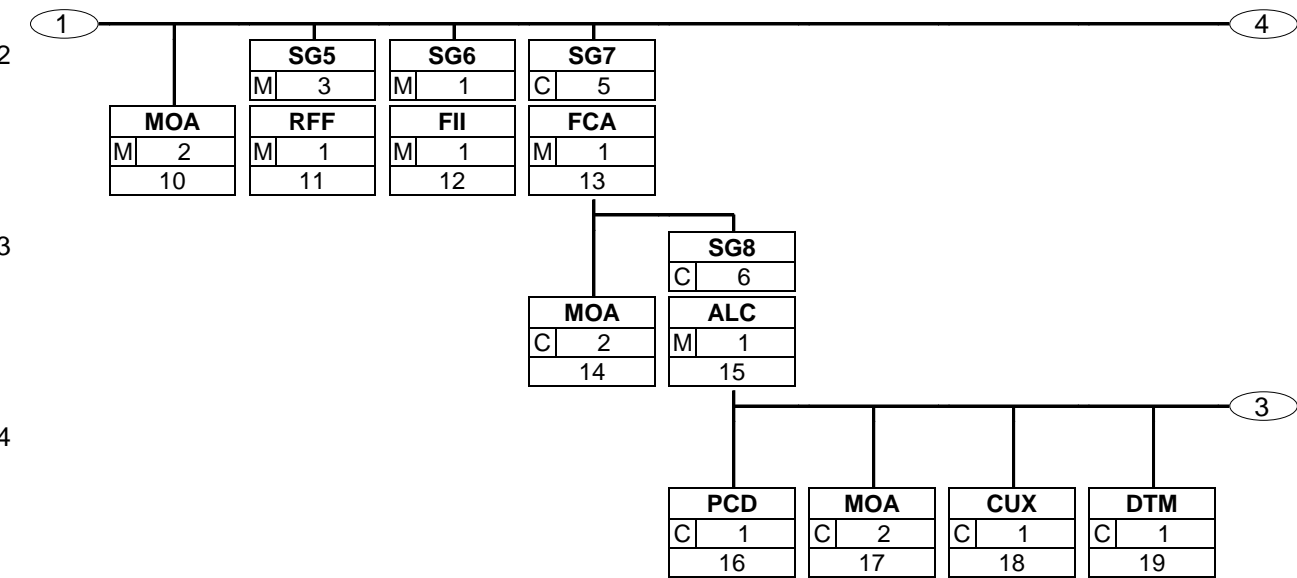 1 4
2
SG5 SG6 SG7
M 3 M 1 C 5
MOA RFF FII FCA
M 2 M 1 M 1 M 1
10 11 12 13
3
SG8
C 6
MOA ALC
C 2 M 1
14 15
3
4
PCD MOA CUX DTM
C 1 C 2 C 1 C 1
16 17 18 19